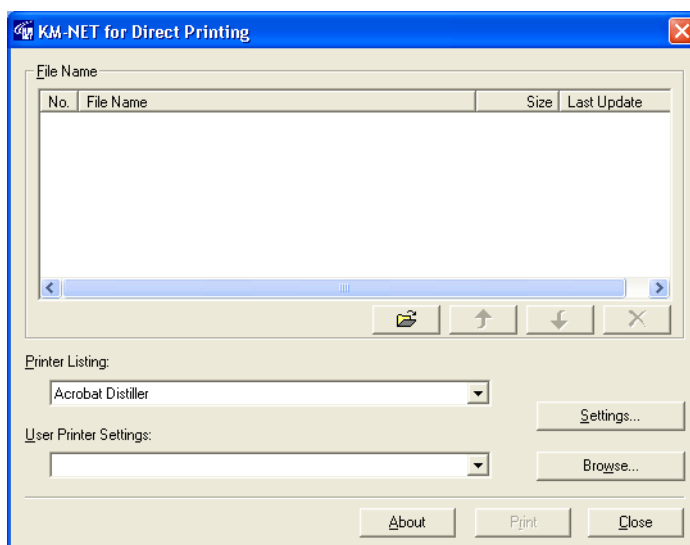 KM-NET for Direct Printing
File Name
No. File Name Size Last Update
Printer Listing:
Acrobat Distiller
Settings...
User Printer Settings:
Browse...
About Print Close